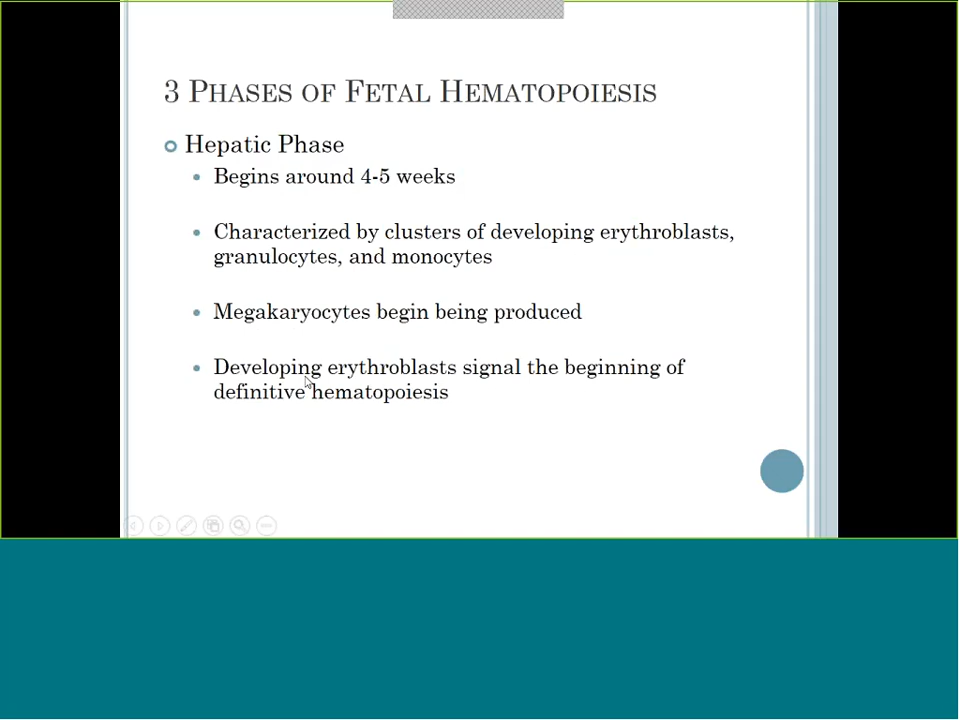 3 Phases of Fetal Hematopoiesis
Hepatic Phase
Begins around 4-5 weeks
Characterized by clusters of developing erythroblasts,
granulocytes, and monocytes
Megakaryocytes begin being produced
Developing erythroblasts signal the beginning of
definitive hematopoiesis